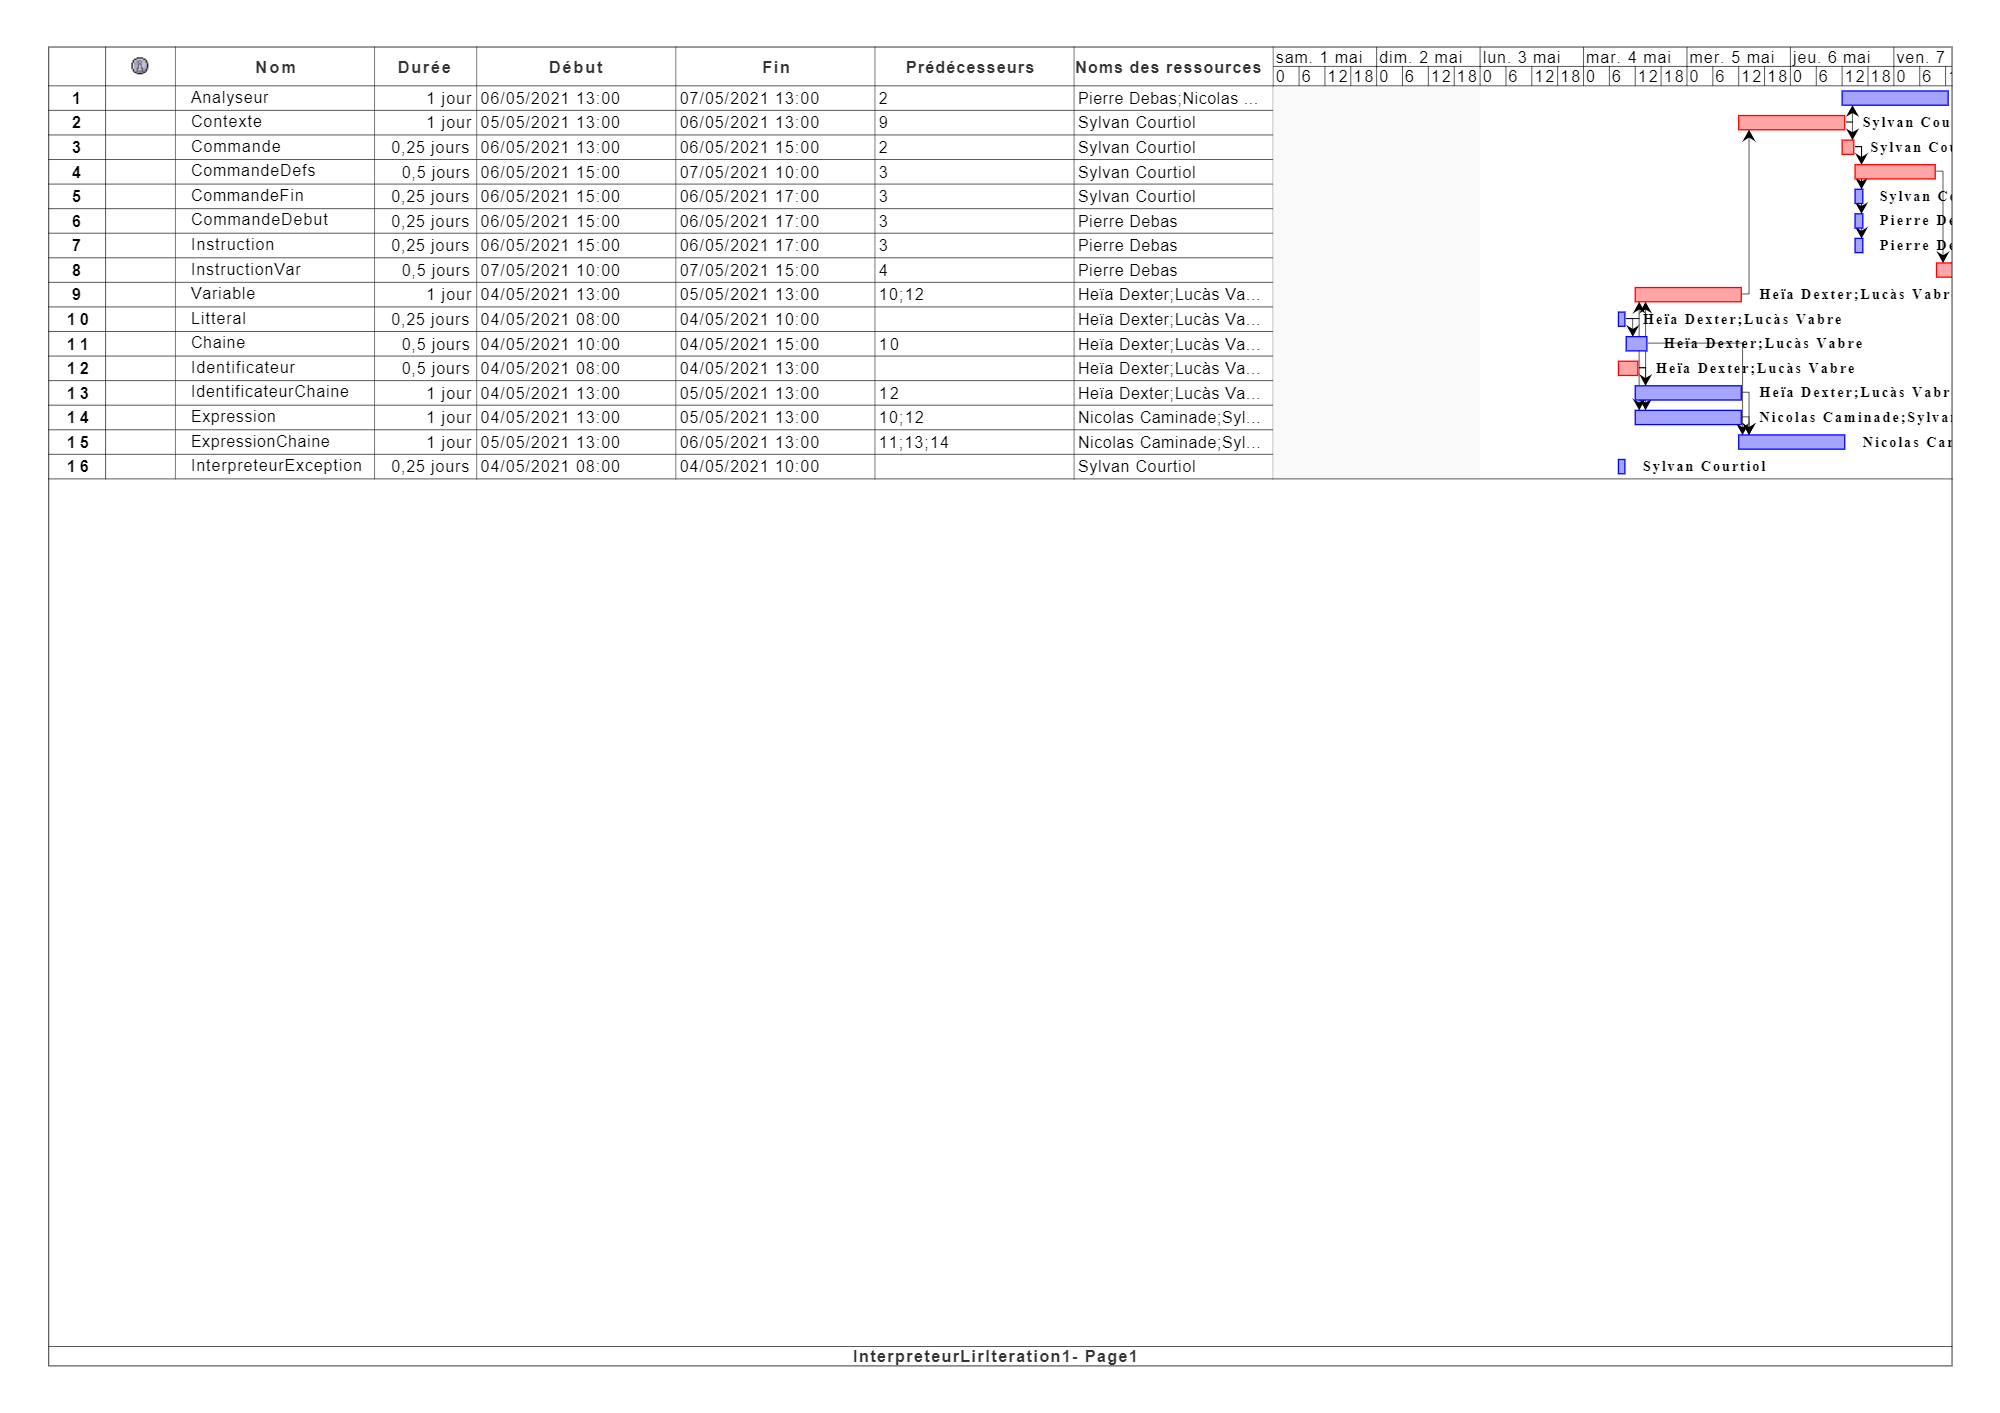 Nom Durée Début Fin Prédécesseurs Noms des ressources sam. 1 mai dim. 2 mai lun. 3 mai mar. 4 mai mer. 5 mai jeu. 6 mai ven. 7
0 6 12 18 0 6 12 18 0 6 12 18 0 6 12 18 0 6 12 18 0 6 12 18 0 6
1 Analyseur 1 jour 06/05/2021 13:00 07/05/2021 13:00 2 Pierre Debas;Nicolas ...
2 Contexte 1 jour 05/05/2021 13:00 06/05/2021 13:00 9 Sylvan Courtiol Sylvan Cou
3 Commande 0,25 jours 06/05/2021 13:00 06/05/2021 15:00 2 Sylvan Courtiol Sylvan Cou
4 CommandeDefs 0,5 jours 06/05/2021 15:00 07/05/2021 10:00 3 Sylvan Courtiol
5 CommandeFin 0,25 jours 06/05/2021 15:00 06/05/2021 17:00 3 Sylvan Courtiol Sylvan C
6 CommandeDebut 0,25 jours 06/05/2021 15:00 06/05/2021 17:00 3 Pierre Debas Pierre De
7 Instruction 0,25 jours 06/05/2021 15:00 06/05/2021 17:00 3 Pierre Debas Pierre De
8 InstructionVar 0,5 jours 07/05/2021 10:00 07/05/2021 15:00 4 Pierre Debas
9 Variable 1 jour 04/05/2021 13:00 05/05/2021 13:00 10;12 Heïa Dexter;Lucàs Va... Heïa Dexter;Lucàs Vabr
10 Litteral 0,25 jours 04/05/2021 08:00 04/05/2021 10:00 Heïa Dexter;Lucàs Va... Heïa Dexter;Lucàs Vabre
11 Chaine 0,5 jours 04/05/2021 10:00 04/05/2021 15:00 10 Heïa Dexter;Lucàs Va... Heïa Dexter;Lucàs Vabre
12 Identificateur 0,5 jours 04/05/2021 08:00 04/05/2021 13:00 Heïa Dexter;Lucàs Va... Heïa Dexter;Lucàs Vabre
13 IdentificateurChaine 1 jour 04/05/2021 13:00 05/05/2021 13:00 12 Heïa Dexter;Lucàs Va... Heïa Dexter;Lucàs Vabr
14 Expression 1 jour 04/05/2021 13:00 05/05/2021 13:00 10;12 Nicolas Caminade;Syl... Nicolas Caminade;Sylva
15 ExpressionChaine 1 jour 05/05/2021 13:00 06/05/2021 13:00 11;13;14 Nicolas Caminade;Syl... Nicolas Ca
16 InterpreteurException 0,25 jours 04/05/2021 08:00 04/05/2021 10:00 Sylvan Courtiol Sylvan Courtiol
InterpreteurLirIteration1- Page1